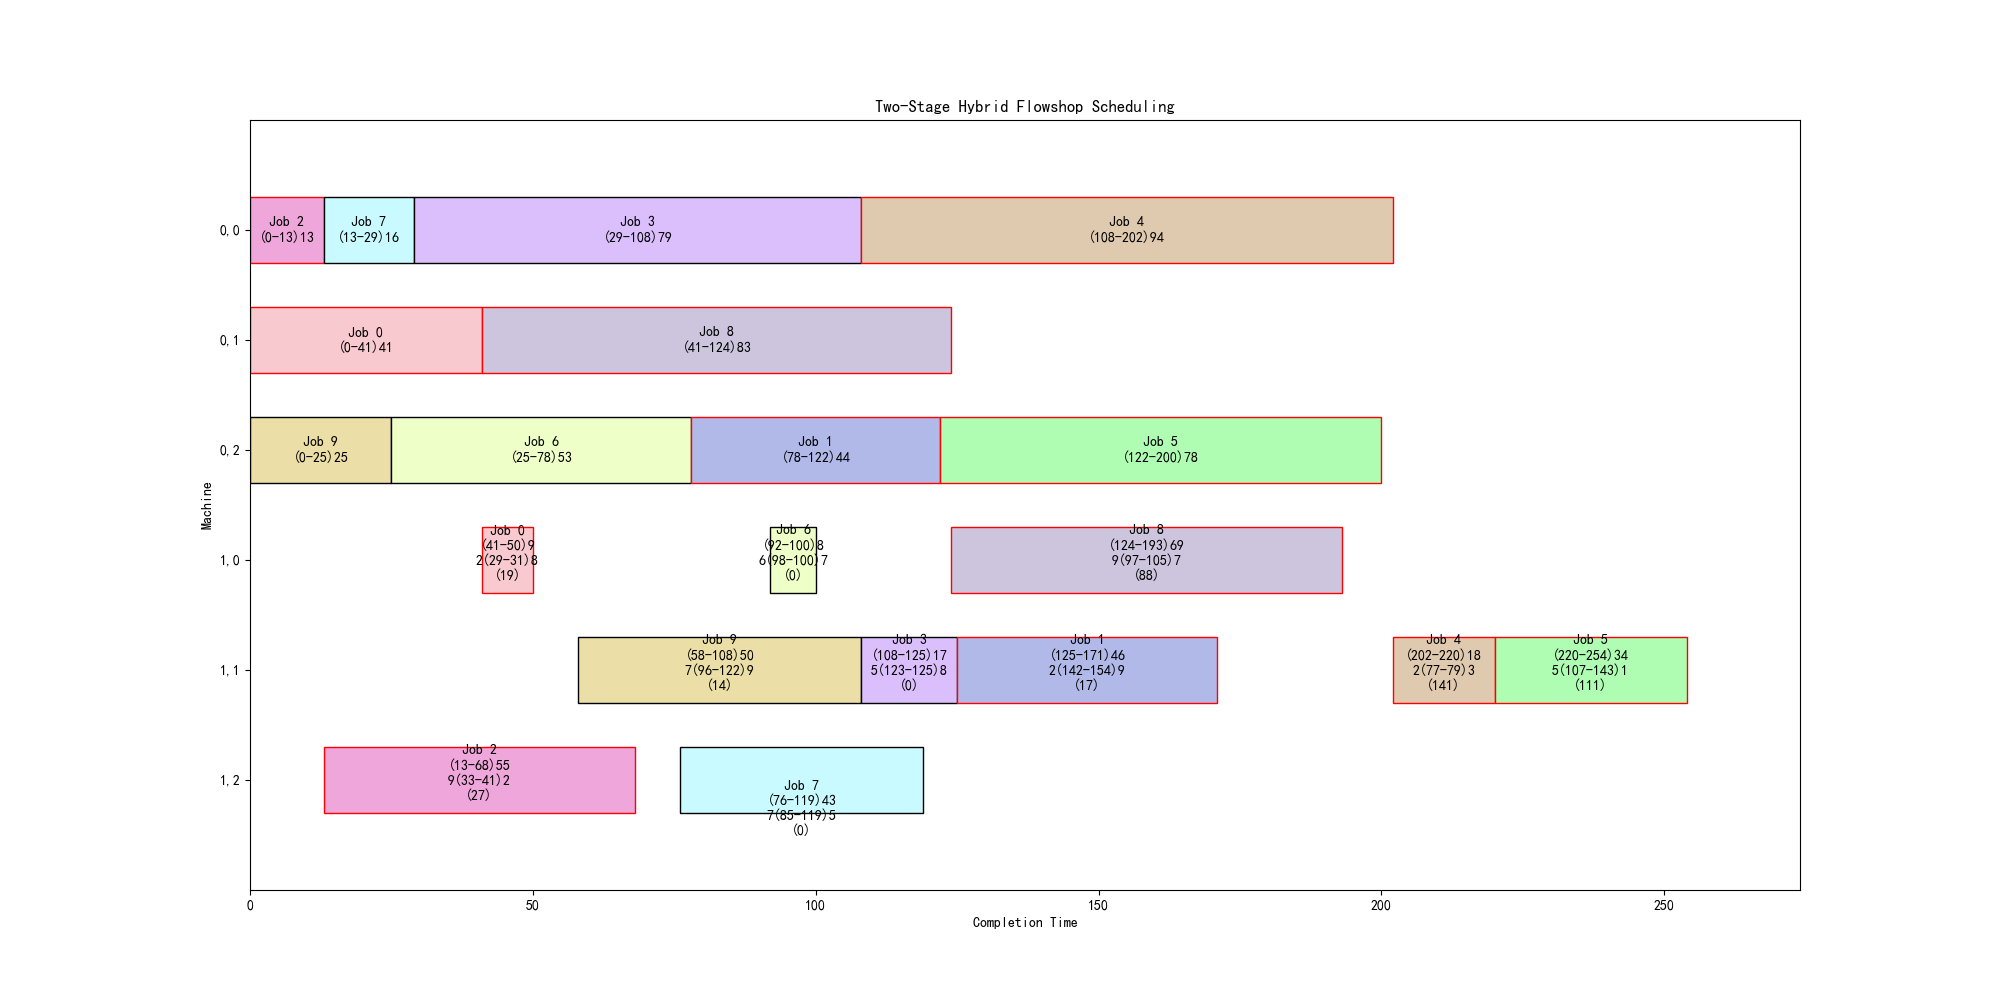 Two-Stage Hybrid Flowshop Scheduling
0,0
Job 2
(0-13)13
Job 7
(13-29)16
Job 3
(29-108)79
Job 4
(108-202)94
0,1
Job 0
(0-41)41
Job 8
(41-124)83
0,2
Job 9
(0-25)25
Job 6
(25-78)53
Job 1
(78-122)44
Job 5
(122-200)78
Machine
1,0
Job 0
(41-50)9
2(29-31)8
(19)
Job 6
(92-100)8
6(98-100)7
(0)
Job 8
(124-193)69
9(97-105)7
(88)
1,1
Job 9
(58-108)50
7(96-122)9
(14)
Job 3
(108-125)17
5(123-125)8
(0)
Job 1
(125-171)46
2(142-154)9
(17)
Job 4
(202-220)18
2(77-79)3
(141)
Job 5
(220-254)34
5(107-143)1
(111)
1,2
Job 2
(13-68)55
9(33-41)2
(27)
Job 7
(76-119)43
7(85-119)5
(0)
0
50
100
150
200
250
Completion Time